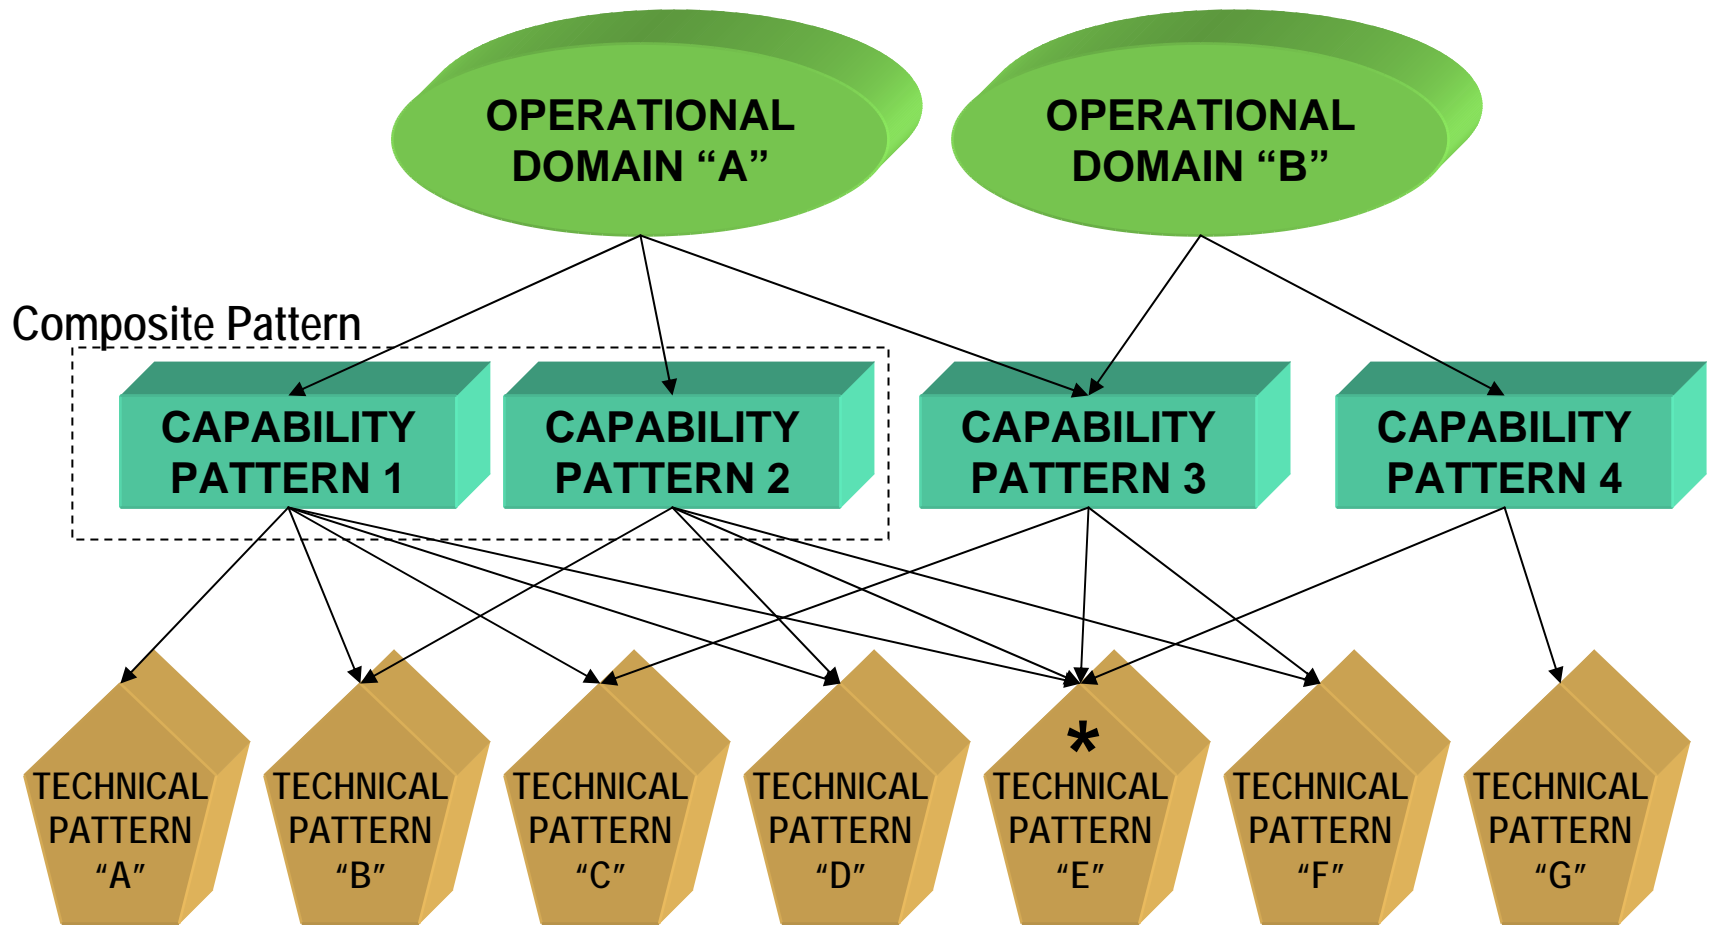 OPERATIONAL
DOMAIN “A”
OPERATIONAL
DOMAIN “B”
Composite Pattern
CAPABILITY
PATTERN 1
CAPABILITY
PATTERN 2
CAPABILITY
PATTERN 3
CAPABILITY
PATTERN 4
TECHNICAL
PATTERN
“A”
TECHNICAL
PATTERN
“B”
TECHNICAL
PATTERN
“C”
TECHNICAL
PATTERN
“D”
*
TECHNICAL
PATTERN
“E”
TECHNICAL
PATTERN
“F”
TECHNICAL
PATTERN
“G”